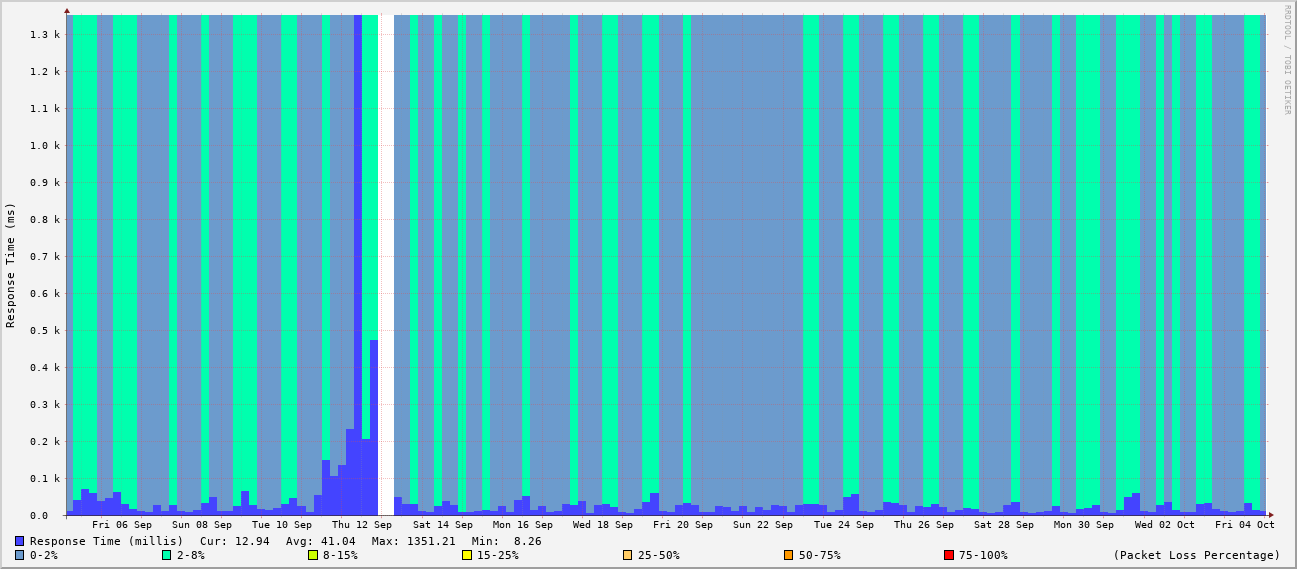 RRDTOOL / TOBI OETIKER
Response Time (ms)
1.3 k
1.2 k
1.1 k
1.0 k
0.9 k
0.8 k
0.7 k
0.6 k
0.5 k
0.4 k
0.3 k
0.2 k
0.1 k
0.0
Fri 06 Sep Sun 08 Sep Tue 10 Sep Thu 12 Sep Sat 14 Sep Mon 16 Sep Wed 18 Sep Fri 20 Sep Sun 22 Sep Tue 24 Sep Thu 26 Sep Sat 28 Sep Mon 30 Sep Wed 02 Oct Fri 04 Oct
Response Time (millis) Cur: 12.94 Avg: 41.04 Max: 1351.21 Min: 8.26
0-2% 2-8% 8-15% 15-25% 25-50% 50-75% 75-100% (Packet Loss Percentage)